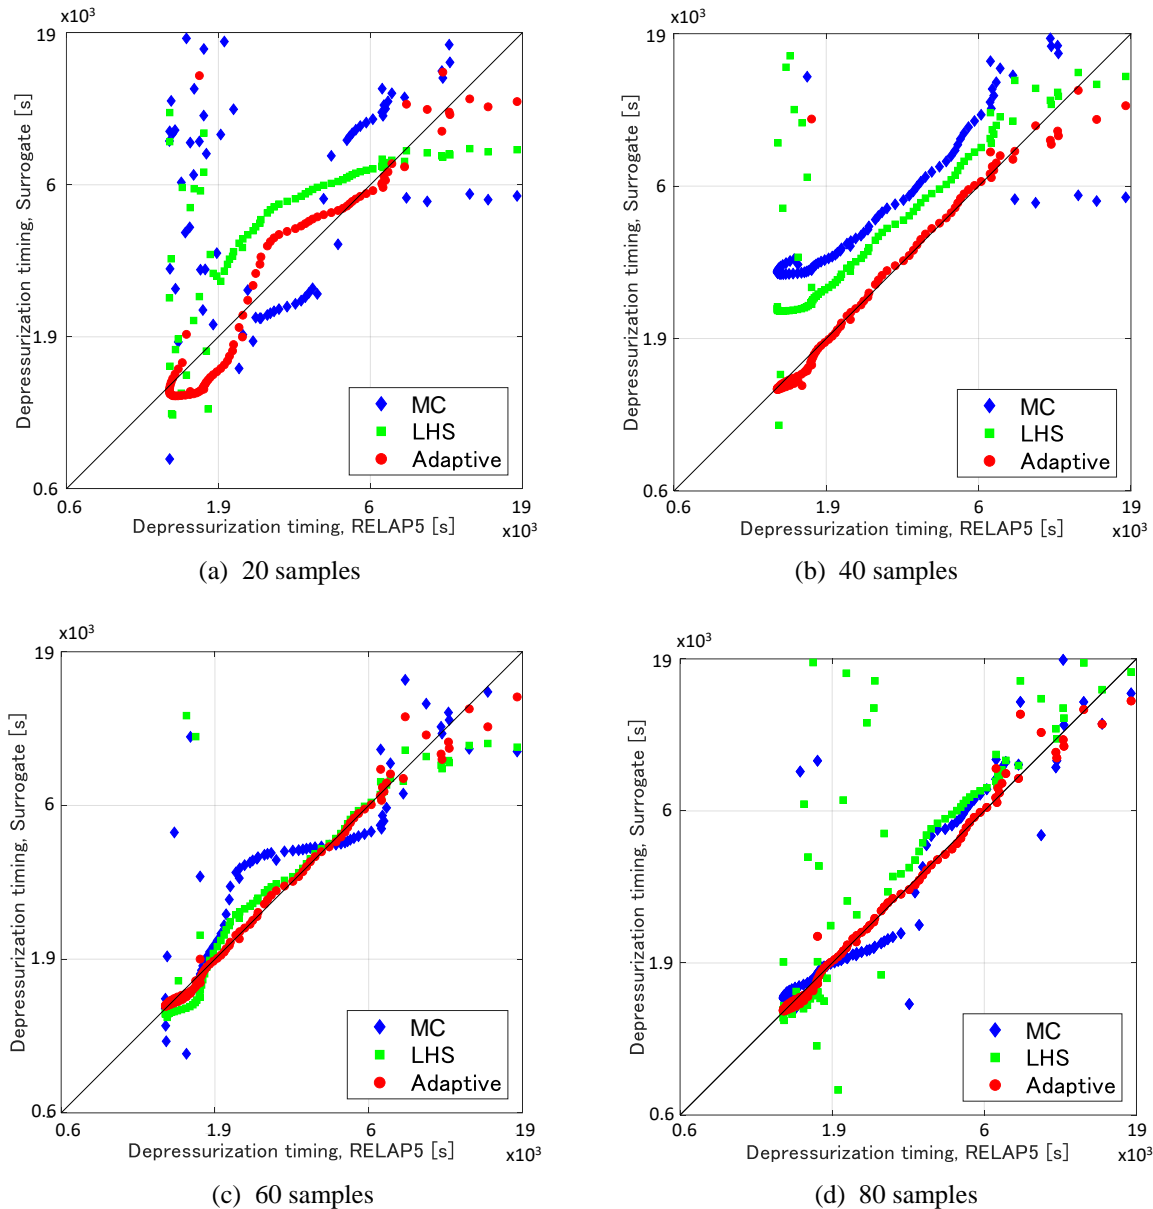 x10³
19
6
1.9
0.6
Depressurization timing, Surrogate [s]
MC
LHS
Adaptive
0.6 1.9 6 19
Depressurization timing, RELAP5 [s]
x10³
(a) 20 samples
x10³
19
6
1.9
0.6
Depressurization timing, Surrogate [s]
MC
LHS
Adaptive
0.6 1.9 6 19
Depressurization timing, RELAP5 [s]
x10³
(b) 40 samples
x10³
19
6
1.9
0.6
Depressurization timing, Surrogate [s]
MC
LHS
Adaptive
0.6 1.9 6 19
Depressurization timing, RELAP5 [s]
x10³
(c) 60 samples
x10³
19
6
1.9
0.6
Depressurization timing, Surrogate [s]
MC
LHS
Adaptive
0.6 1.9 6 19
Depressurization timing, RELAP5 [s]
x10³
(d) 80 samples